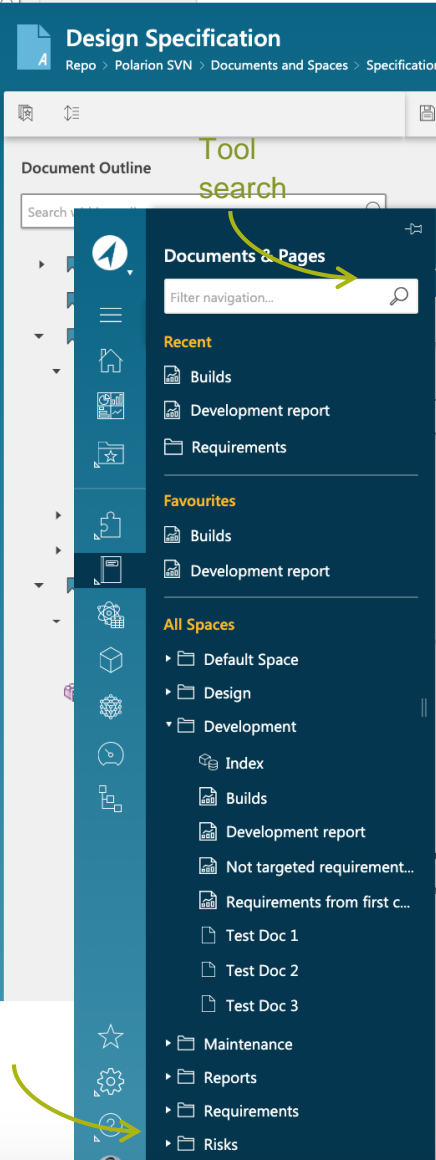 Design Specification
Repo > Polarion SVN > Documents and Spaces > Specification
Tool
search
Document Outline
Search
Documents & Pages
Filter navigation...
Recent
Builds
Development report
Requirements
Favourites
Builds
Development report
All Spaces
Default Space
Design
Development
Index
Builds
Development report
Not targeted requirement...
Requirements from first c...
Test Doc 1
Test Doc 2
Test Doc 3
Maintenance
Reports
Requirements
Risks